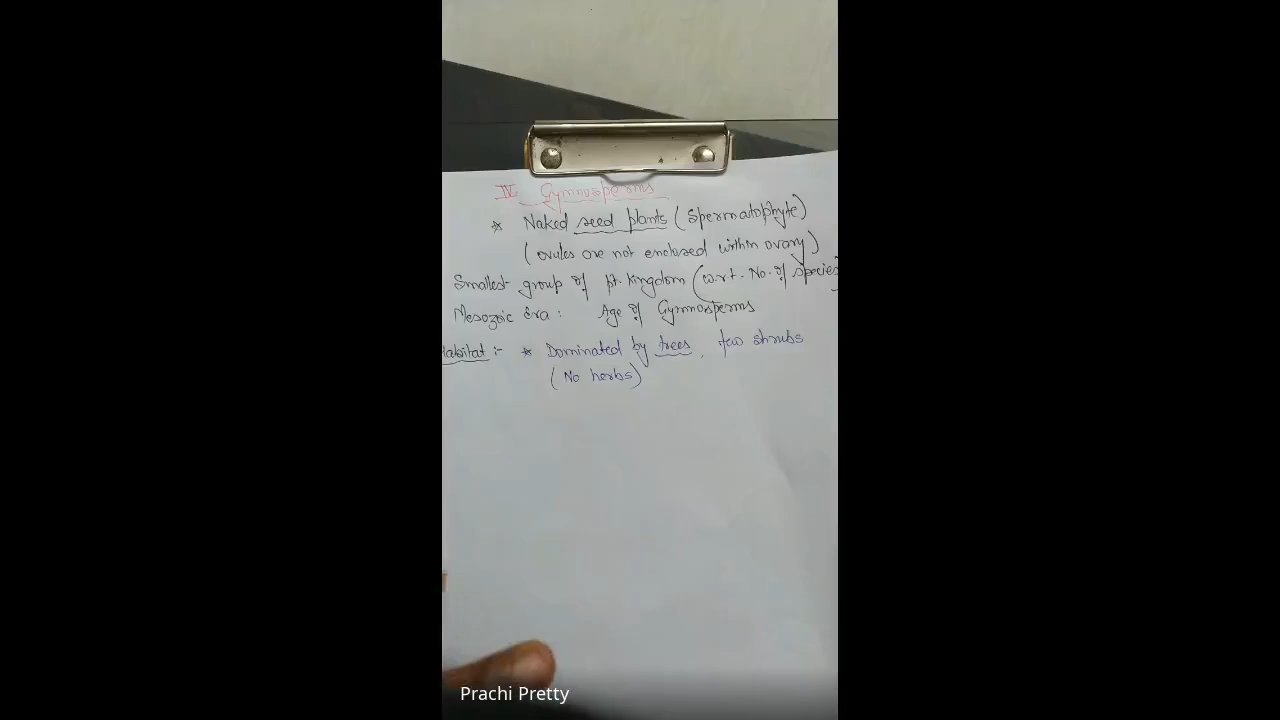 IV. Gymnosperms
* Naked seed plants (Spermatophyte)
(ovules are not enclosed within ovary)
Smallest group of pt. kingdom (w.r.t. No. of species
Mesozoic Era : Age of Gymnosperms
Habitat :- * Dominated by trees, few shrubs
(No herbs)
Prachi Pretty